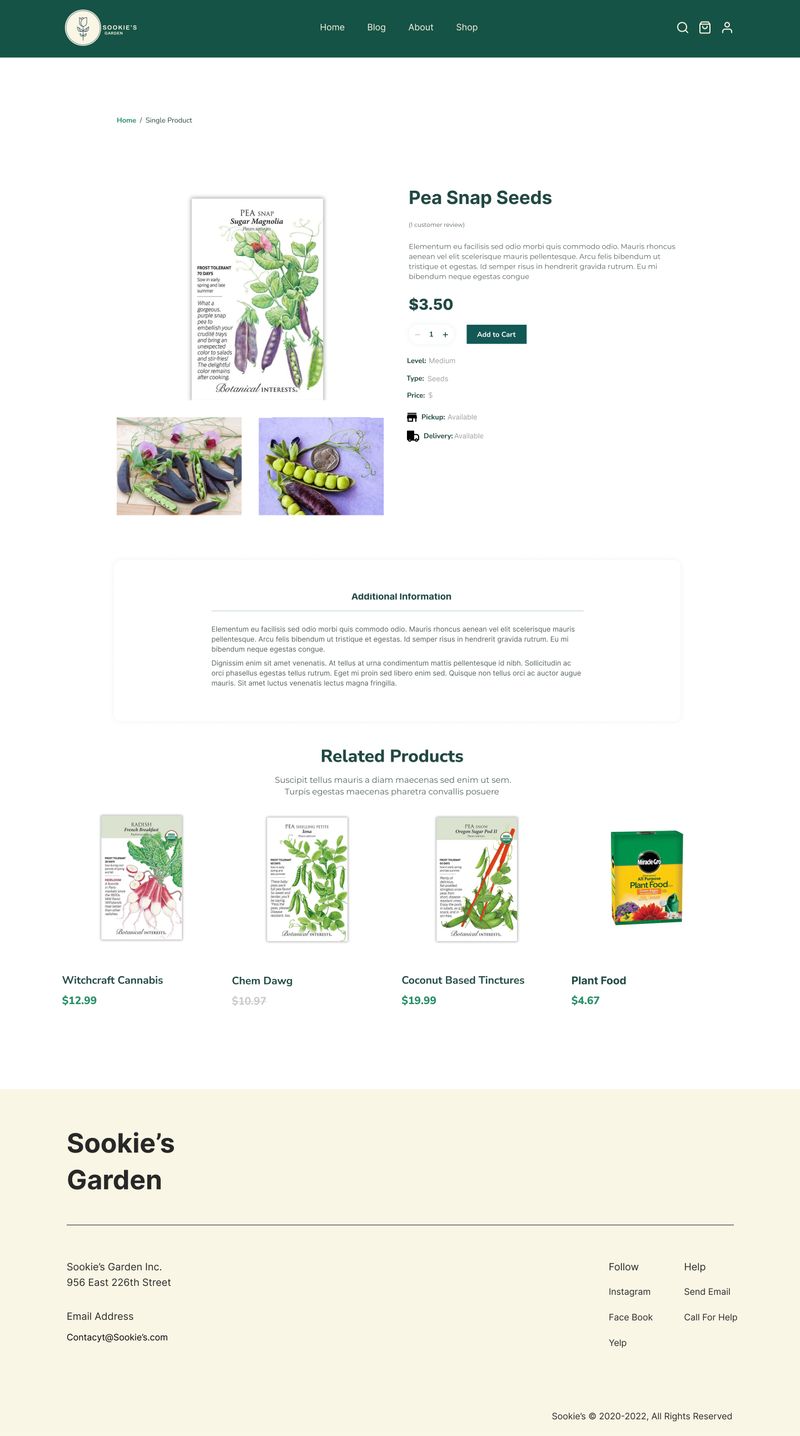 SOOKIE'S
GARDEN
Home
Blog
About
Shop
Home / Single Product
PEA SNAP
Sugar Magnolia
Pisum sativum
FROST TOLERANT
70 DAYS
Sow in early
spring and late
summer
What a
gorgeous,
purple snap
pea to
embellish your
crudité trays
and bring an
unexpected
color to salads
and stir-fries!
The delightful
color remains
after cooking.
Botanical INTERESTS.
Pea Snap Seeds
(1 customer review)
Elementum eu facilisis sed odio morbi quis commodo odio. Mauris rhoncus
aenean vel elit scelerisque mauris pellentesque. Arcu felis bibendum ut
tristique et egestas. Id semper risus in hendrerit gravida rutrum. Eu mi
bibendum neque egestas congue
$3.50
− 1 +
Add to Cart
Level: Medium
Type: Seeds
Price: $
Pickup: Available
Delivery: Available
Additional Information
Elementum eu facilisis sed odio morbi quis commodo odio. Mauris rhoncus aenean vel elit scelerisque mauris
pellentesque. Arcu felis bibendum ut tristique et egestas. Id semper risus in hendrerit gravida rutrum. Eu mi
bibendum neque egestas congue.
Dignissim enim sit amet venenatis. At tellus at urna condimentum mattis pellentesque id nibh. Sollicitudin ac
orci phasellus egestas tellus rutrum. Eget mi proin sed libero enim sed. Quisque non tellus orci ac auctor augue
mauris. Sit amet luctus venenatis lectus magna fringilla.
Related Products
Suscipit tellus mauris a diam maecenas sed enim ut sem.
Turpis egestas maecenas pharetra convallis posuere
RADISH
French Breakfast
FROST TOLERANT
Botanical INTERESTS.
PEA SHELLING PETITE
Iona
FROST TOLERANT
Botanical INTERESTS.
PEA SNOW
Oregon Sugar Pod II
FROST TOLERANT
Botanical INTERESTS.
Miracle-Gro
All Purpose
Plant Food
Witchcraft Cannabis
$12.99
Chem Dawg
$10.97
Coconut Based Tinctures
$19.99
Plant Food
$4.67
Sookie's
Garden
Sookie's Garden Inc.
956 East 226th Street
Email Address
Contacyt@Sookie's.com
Follow
Instagram
Face Book
Yelp
Help
Send Email
Call For Help
Sookie's © 2020-2022, All Rights Reserved